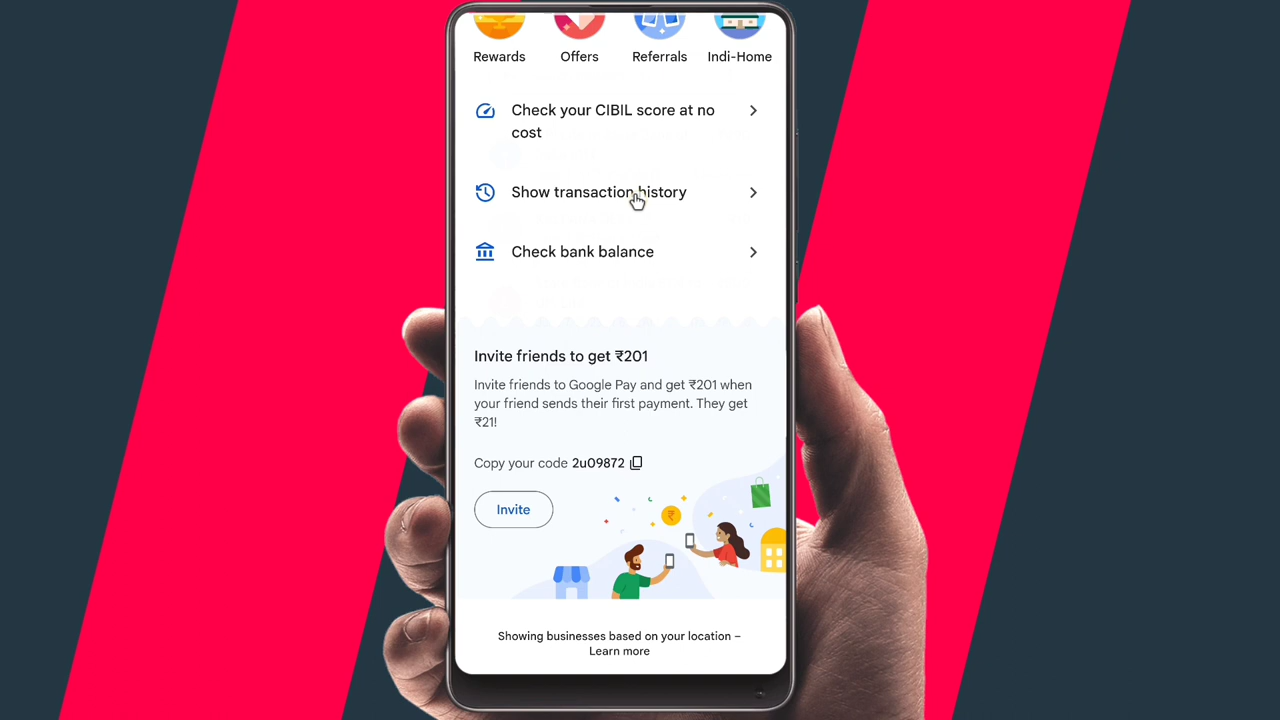 Rewards Offers Referrals Indi-Home
Check your CIBIL score at no
cost
Show transaction history
Check bank balance
Invite friends to get ₹201
Invite friends to Google Pay and get ₹201 when
your friend sends their first payment. They get
₹21!
Copy your code 2u09872
Invite
Showing businesses based on your location –
Learn more